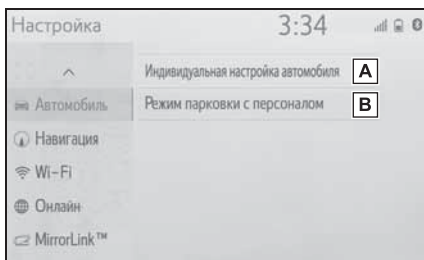 Настройка 3:34
Индивидуальная настройка автомобиля A
Автомобиль Режим парковки с персоналом B
Навигация
Wi-Fi
Онлайн
MirrorLink™